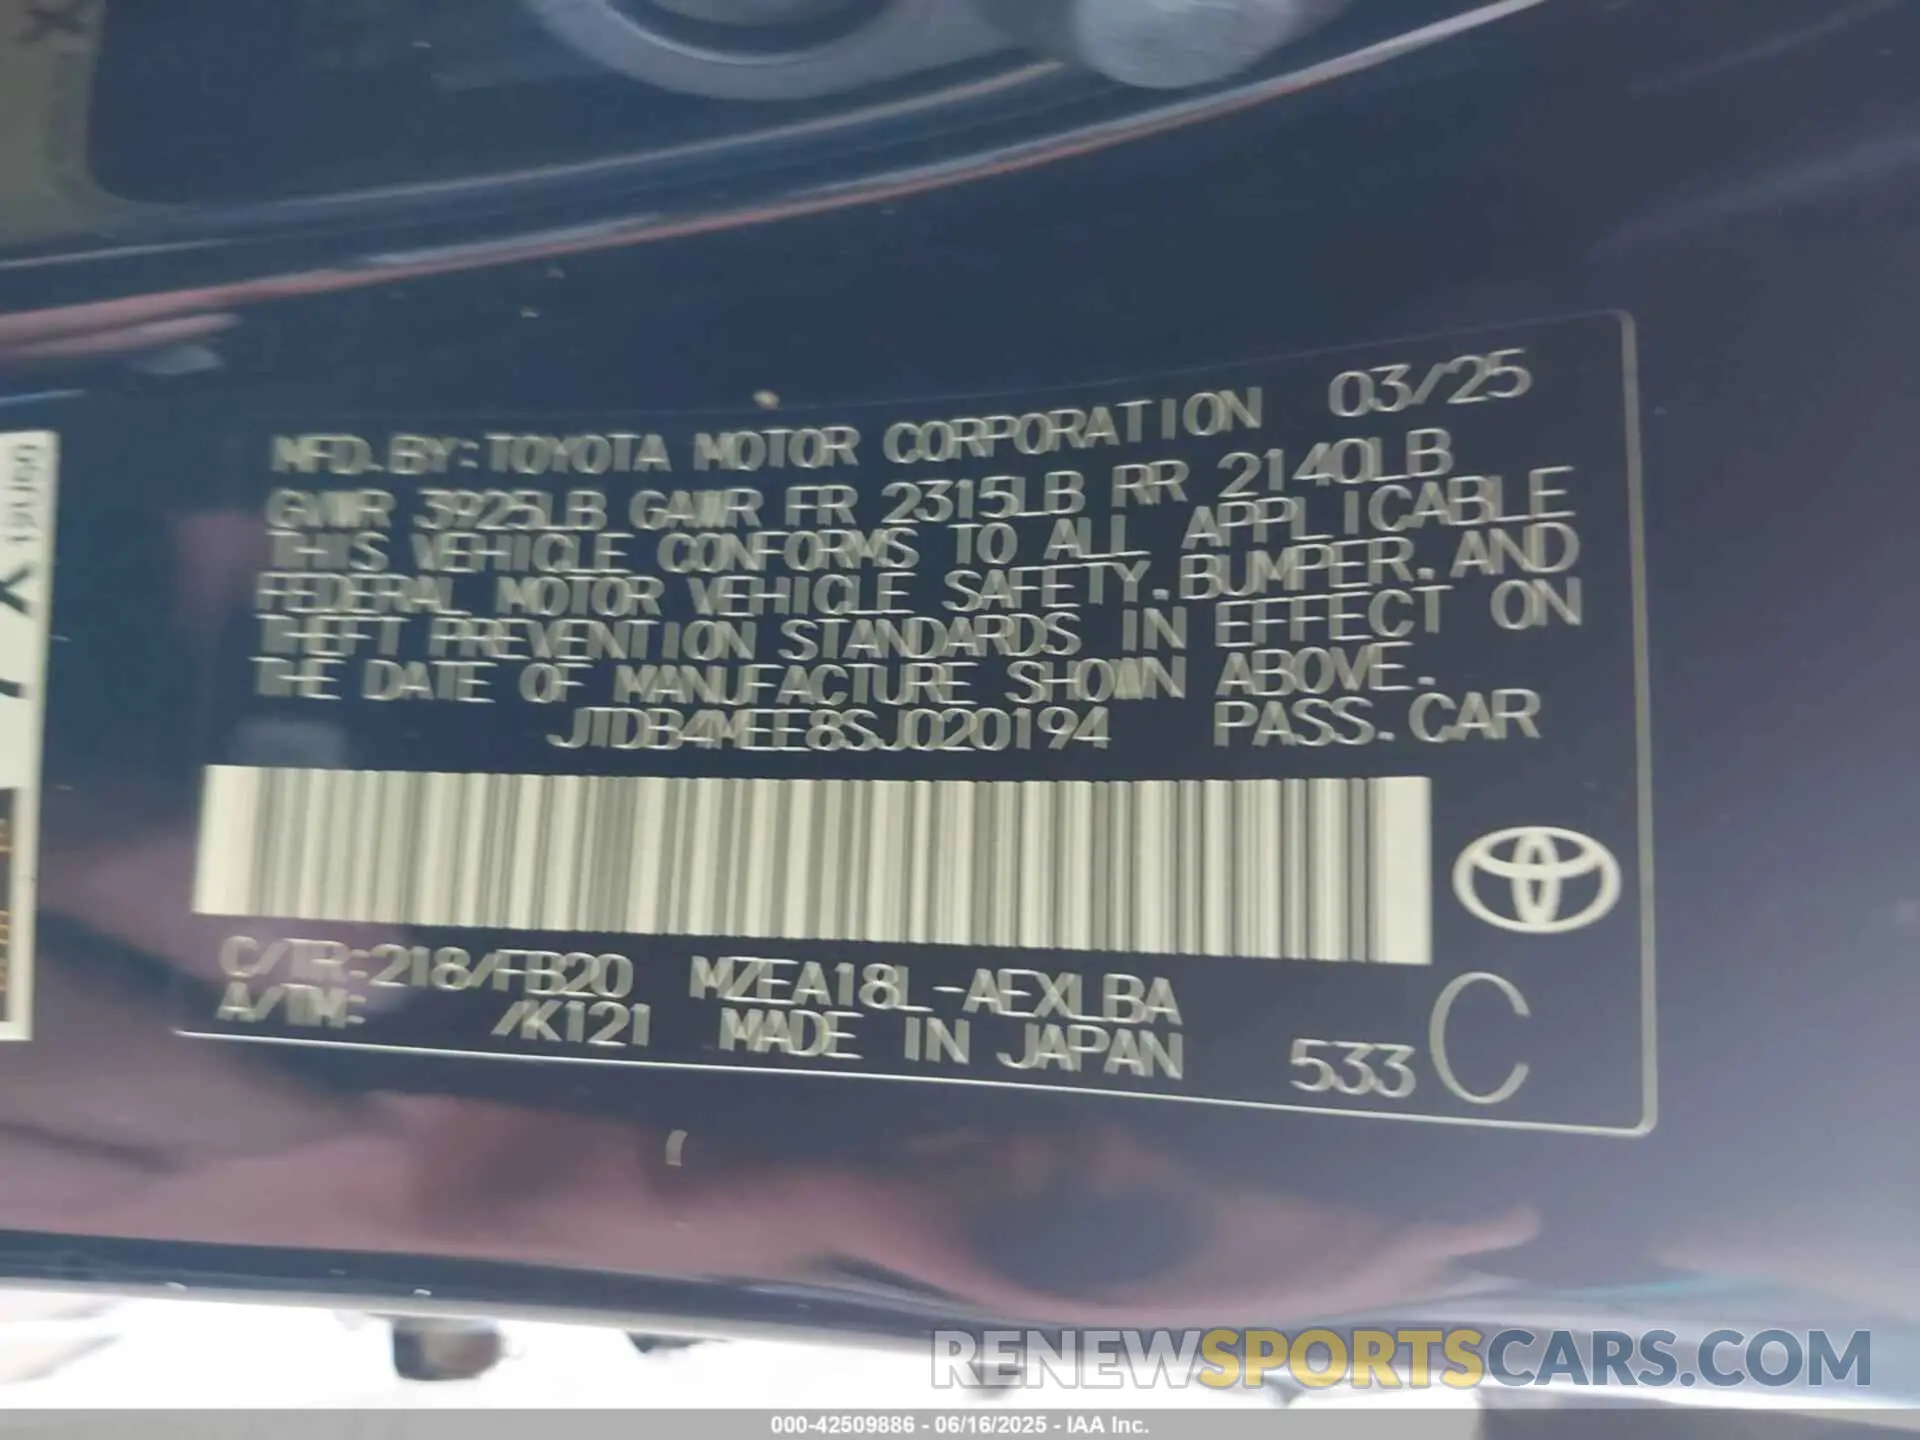 MFD. BY: TOYOTA MOTOR CORPORATION 03/25
GVWR 3925LB GAWR FR 2315LB RR 2140LB
THIS VEHICLE CONFORMS TO ALL APPLICABLE
FEDERAL MOTOR VEHICLE SAFETY, BUMPER, AND
THEFT PREVENTION STANDARDS IN EFFECT ON
THE DATE OF MANUFACTURE SHOWN ABOVE.
JTDB4MEE8SJ020194 PASS. CAR
C/TR: 218/FB20 MZEA18L-AEXLBA
A/TM: /K121 MADE IN JAPAN 533 C
RENEWSPORTSCARS.COM
000-42509886 - 06/16/2025 - IAA Inc.